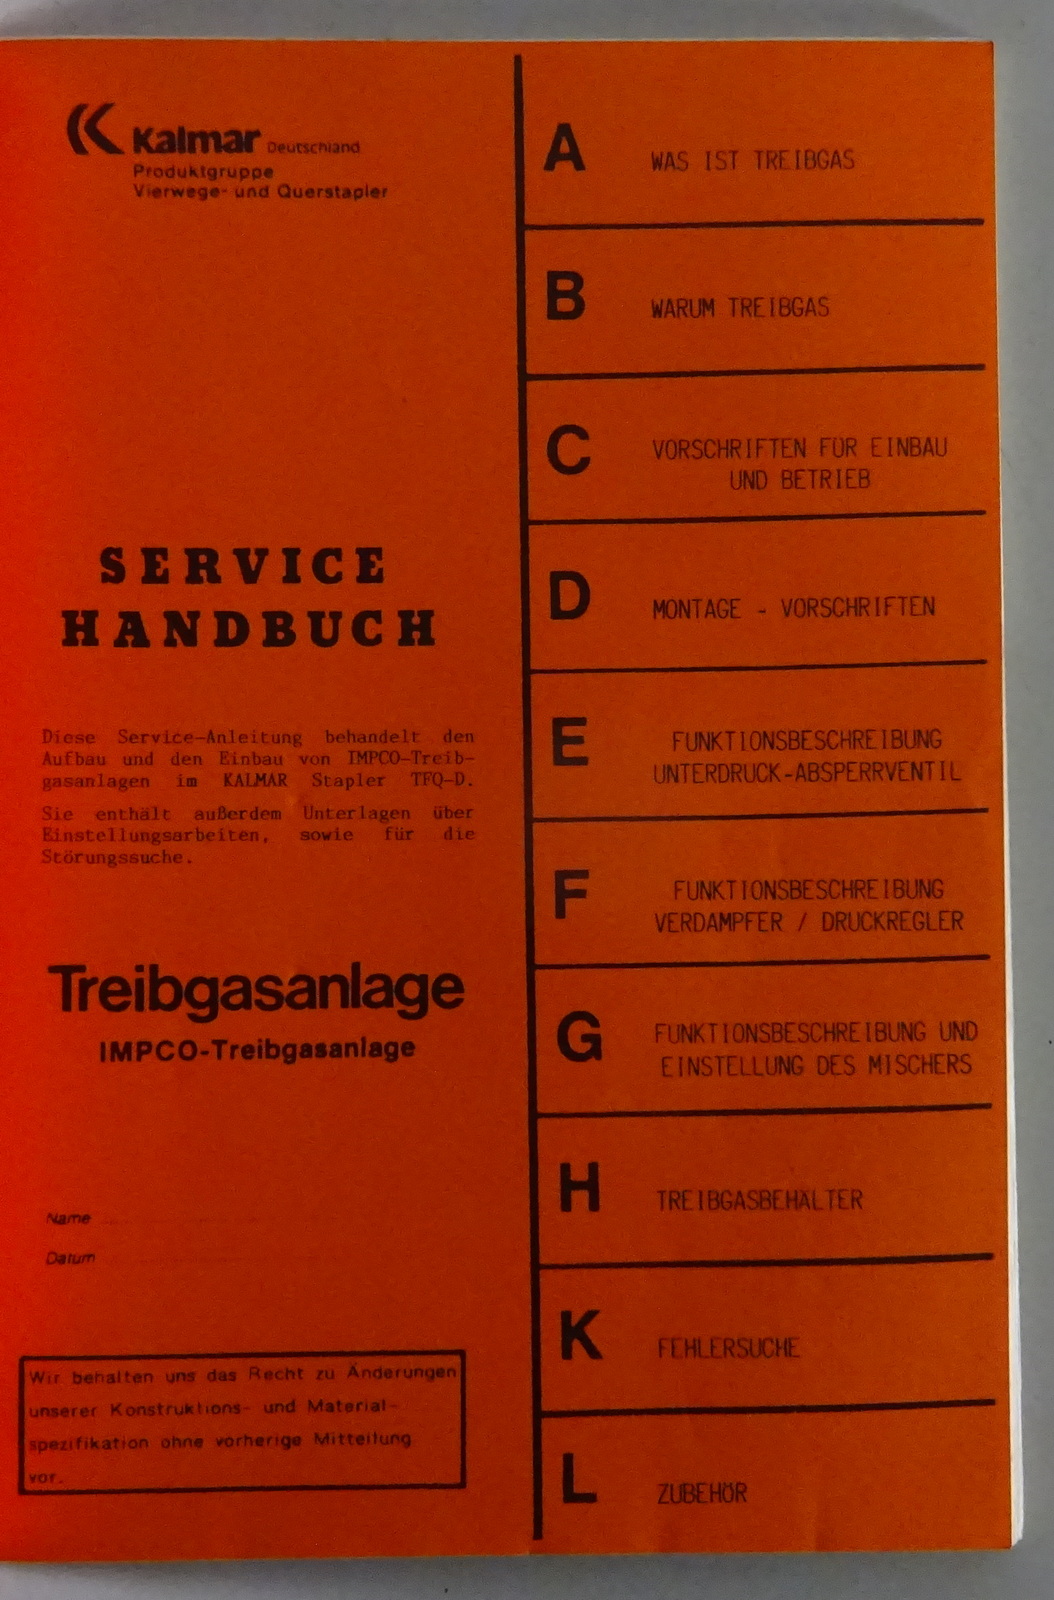 Kalmar Deutschland
Produktgruppe
Vierwege- und Querstapler
SERVICE
HANDBUCH
Diese Service-Anleitung behandelt den
Aufbau und den Einbau von IMPCO-Treib-
gasanlagen im KALMAR Stapler TFQ-D.
Sie enthält außerdem Unterlagen über
Einstellungsarbeiten, sowie für die
Störungssuche.
Treibgasanlage
IMPCO-Treibgasanlage
Name
Datum
Wir behalten uns das Recht zu Änderungen
unserer Konstruktions- und Material-
spezifikation ohne vorherige Mitteilung
vor.
A WAS IST TREIBGAS
B WARUM TREIBGAS
C VORSCHRIFTEN FÜR EINBAU
UND BETRIEB
D MONTAGE - VORSCHRIFTEN
E FUNKTIONSBESCHREIBUNG
UNTERDRUCK-ABSPERRVENTIL
F FUNKTIONSBESCHREIBUNG
VERDAMPFER / DRUCKREGLER
G FUNKTIONSBESCHREIBUNG UND
EINSTELLUNG DES MISCHERS
H TREIBGASBEHÄLTER
K FEHLERSUCHE
L ZUBEHÖR